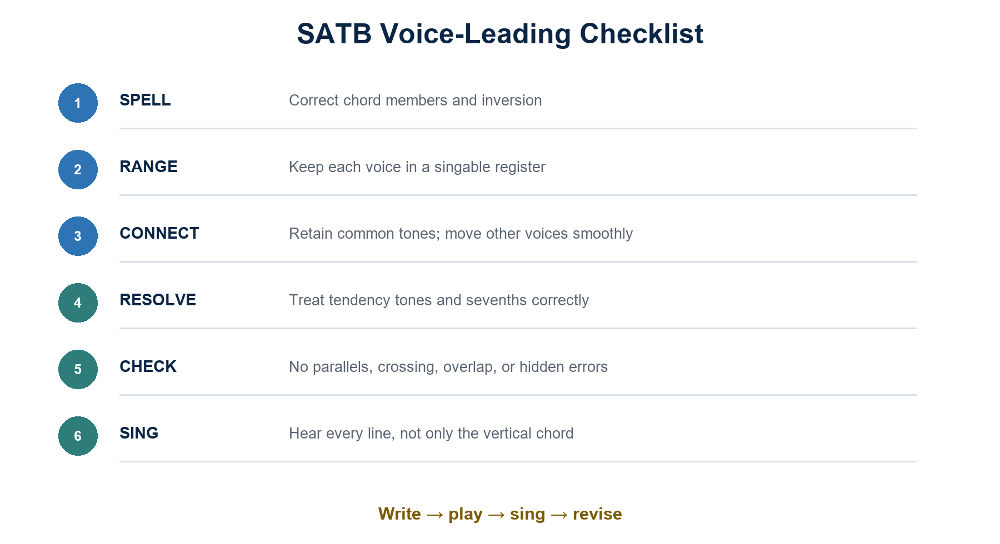 SATB Voice-Leading Checklist
1 SPELL Correct chord members and inversion
2 RANGE Keep each voice in a singable register
3 CONNECT Retain common tones; move other voices smoothly
4 RESOLVE Treat tendency tones and sevenths correctly
5 CHECK No parallels, crossing, overlap, or hidden errors
6 SING Hear every line, not only the vertical chord
Write → play → sing → revise